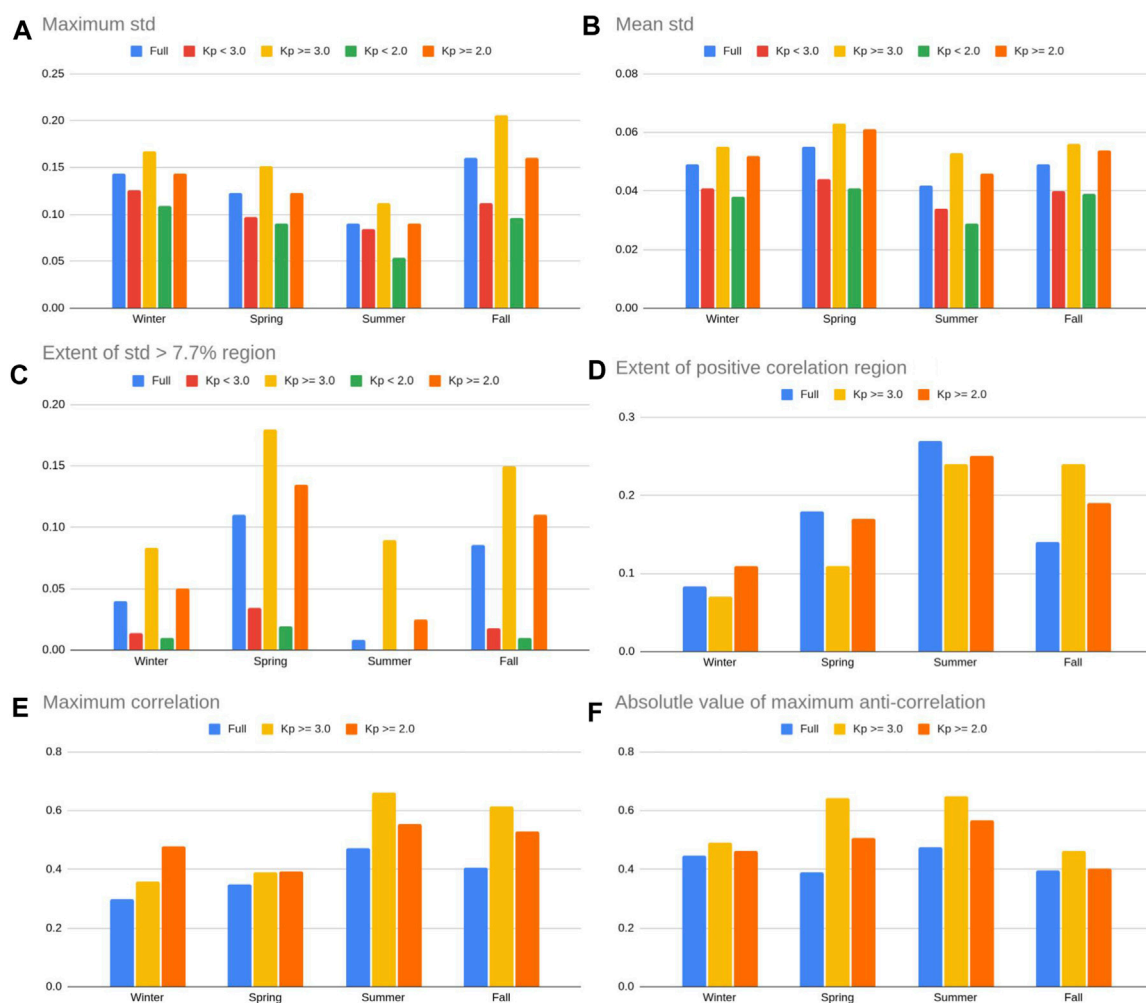 A Maximum std
Full Kp < 3.0 Kp >= 3.0 Kp < 2.0 Kp >= 2.0
0.25
0.20
0.15
0.10
0.05
0.00
Winter Spring Summer Fall
B Mean std
Full Kp < 3.0 Kp >= 3.0 Kp < 2.0 Kp >= 2.0
0.08
0.06
0.04
0.02
0.00
Winter Spring Summer Fall
C Extent of std > 7.7% region
Full Kp < 3.0 Kp >= 3.0 Kp < 2.0 Kp >= 2.0
0.20
0.15
0.10
0.05
0.00
Winter Spring Summer Fall
D Extent of positive corelation region
Full Kp >= 3.0 Kp >= 2.0
0.3
0.2
0.1
0.0
Winter Spring Summer Fall
E Maximum correlation
Full Kp >= 3.0 Kp >= 2.0
0.8
0.6
0.4
0.2
0.0
Winter Spring Summer Fall
F Absolutle value of maximum anti-correlation
Full Kp >= 3.0 Kp >= 2.0
0.8
0.6
0.4
0.2
0.0
Winter Spring Summer Fall